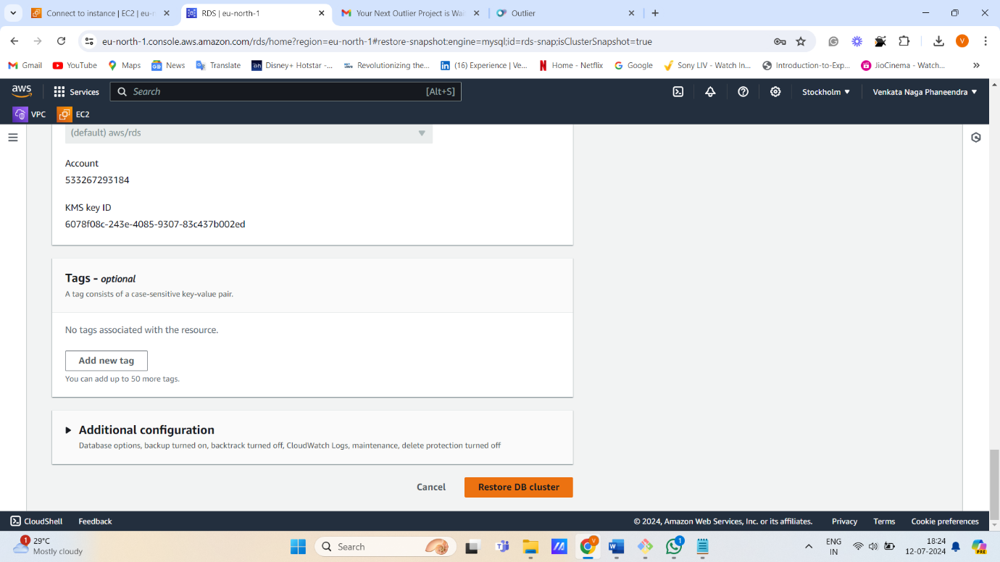 Connect to instance | EC2 | eu-n
RDS | eu-north-1
Your Next Outlier Project is Wai
Outlier
eu-north-1.console.aws.amazon.com/rds/home?region=eu-north-1#restore-snapshot:engine=mysql;id=rds-snap;isClusterSnapshot=true
V
Gmail YouTube Maps News Translate Disney+ Hotstar -... Revolutionizing the... (16) Experience | Ve... Home - Netflix Google Sony LIV - Watch In... Introduction-to-Exp... JioCinema - Watch... »
aws Services Search [Alt+S] Stockholm Venkata Naga Phaneendra
VPC EC2
(default) aws/rds
Account
533267293184
KMS key ID
6078f08c-243e-4085-9307-83c437b002ed
Tags - optional
A tag consists of a case-sensitive key-value pair.
No tags associated with the resource.
Add new tag
You can add up to 50 more tags.
Additional configuration
Database options, backup turned on, backtrack turned off, CloudWatch Logs, maintenance, delete protection turned off
Cancel Restore DB cluster
CloudShell Feedback © 2024, Amazon Web Services, Inc. or its affiliates. Privacy Terms Cookie preferences
1 29°C
Mostly cloudy
Search
V
1
ENG
IN
18:24
12-07-2024
PRE